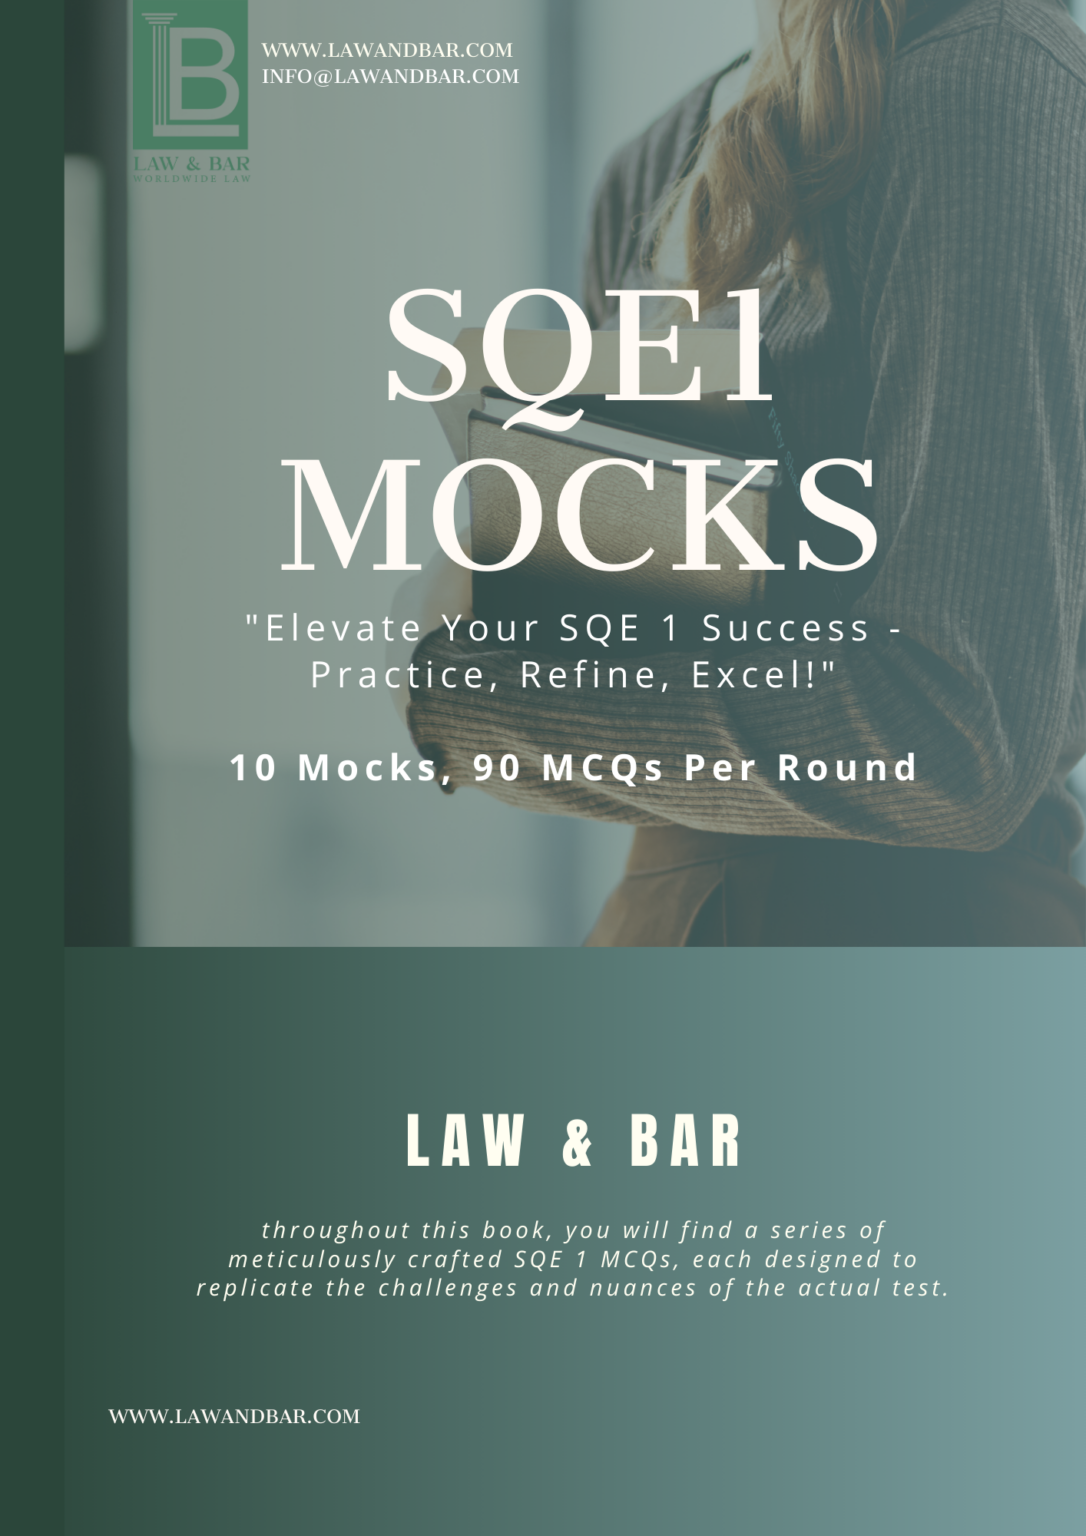 WWW.LAWANDBAR.COM
INFO@LAWANDBAR.COM
LB
LAW & BAR
WORLDWIDE LAW
SQE1
MOCKS
"Elevate Your SQE 1 Success -
Practice, Refine, Excel!"
10 Mocks, 90 MCQs Per Round
LAW & BAR
throughout this book, you will find a series of
meticulously crafted SQE 1 MCQs, each designed to
replicate the challenges and nuances of the actual test.
WWW.LAWANDBAR.COM